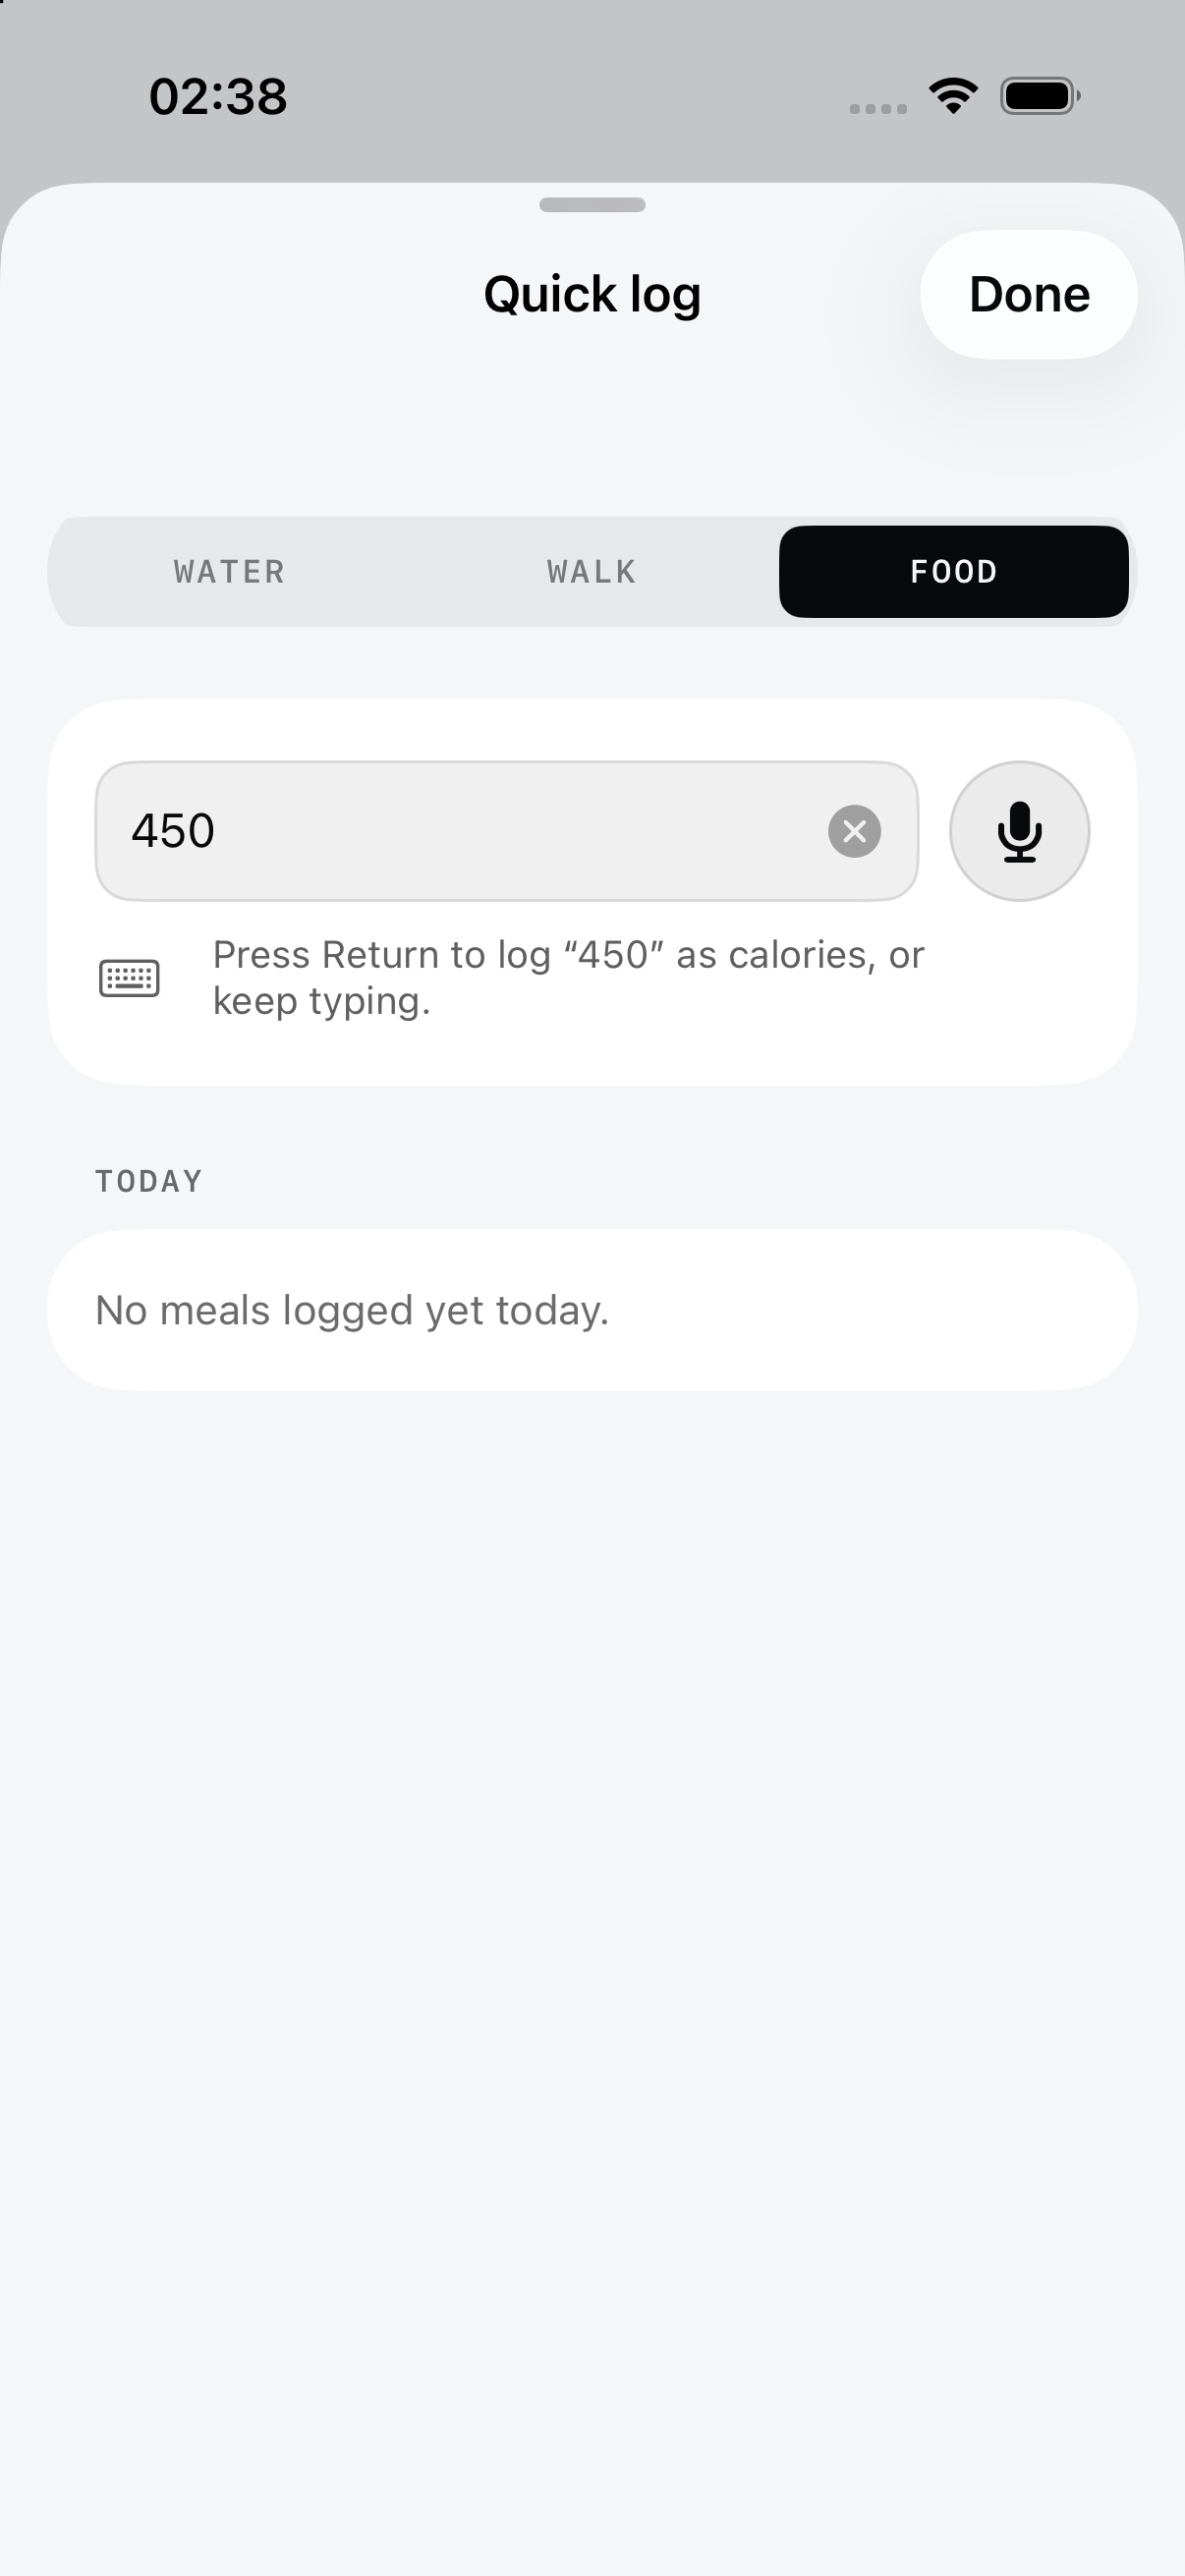 02:38
Quick log
Done
WATER
WALK
FOOD
450
Press Return to log “450” as calories, or
keep typing.
TODAY
No meals logged yet today.